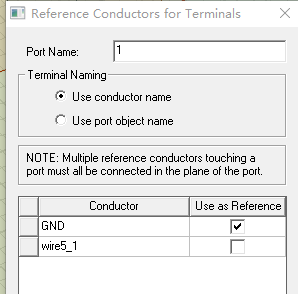 Reference Conductors for Terminals
Port Name: 1
Terminal Naming
Use conductor name
Use port object name
NOTE: Multiple reference conductors touching a
port must all be connected in the plane of the port.
Conductor Use as Reference
GND
wire5_1